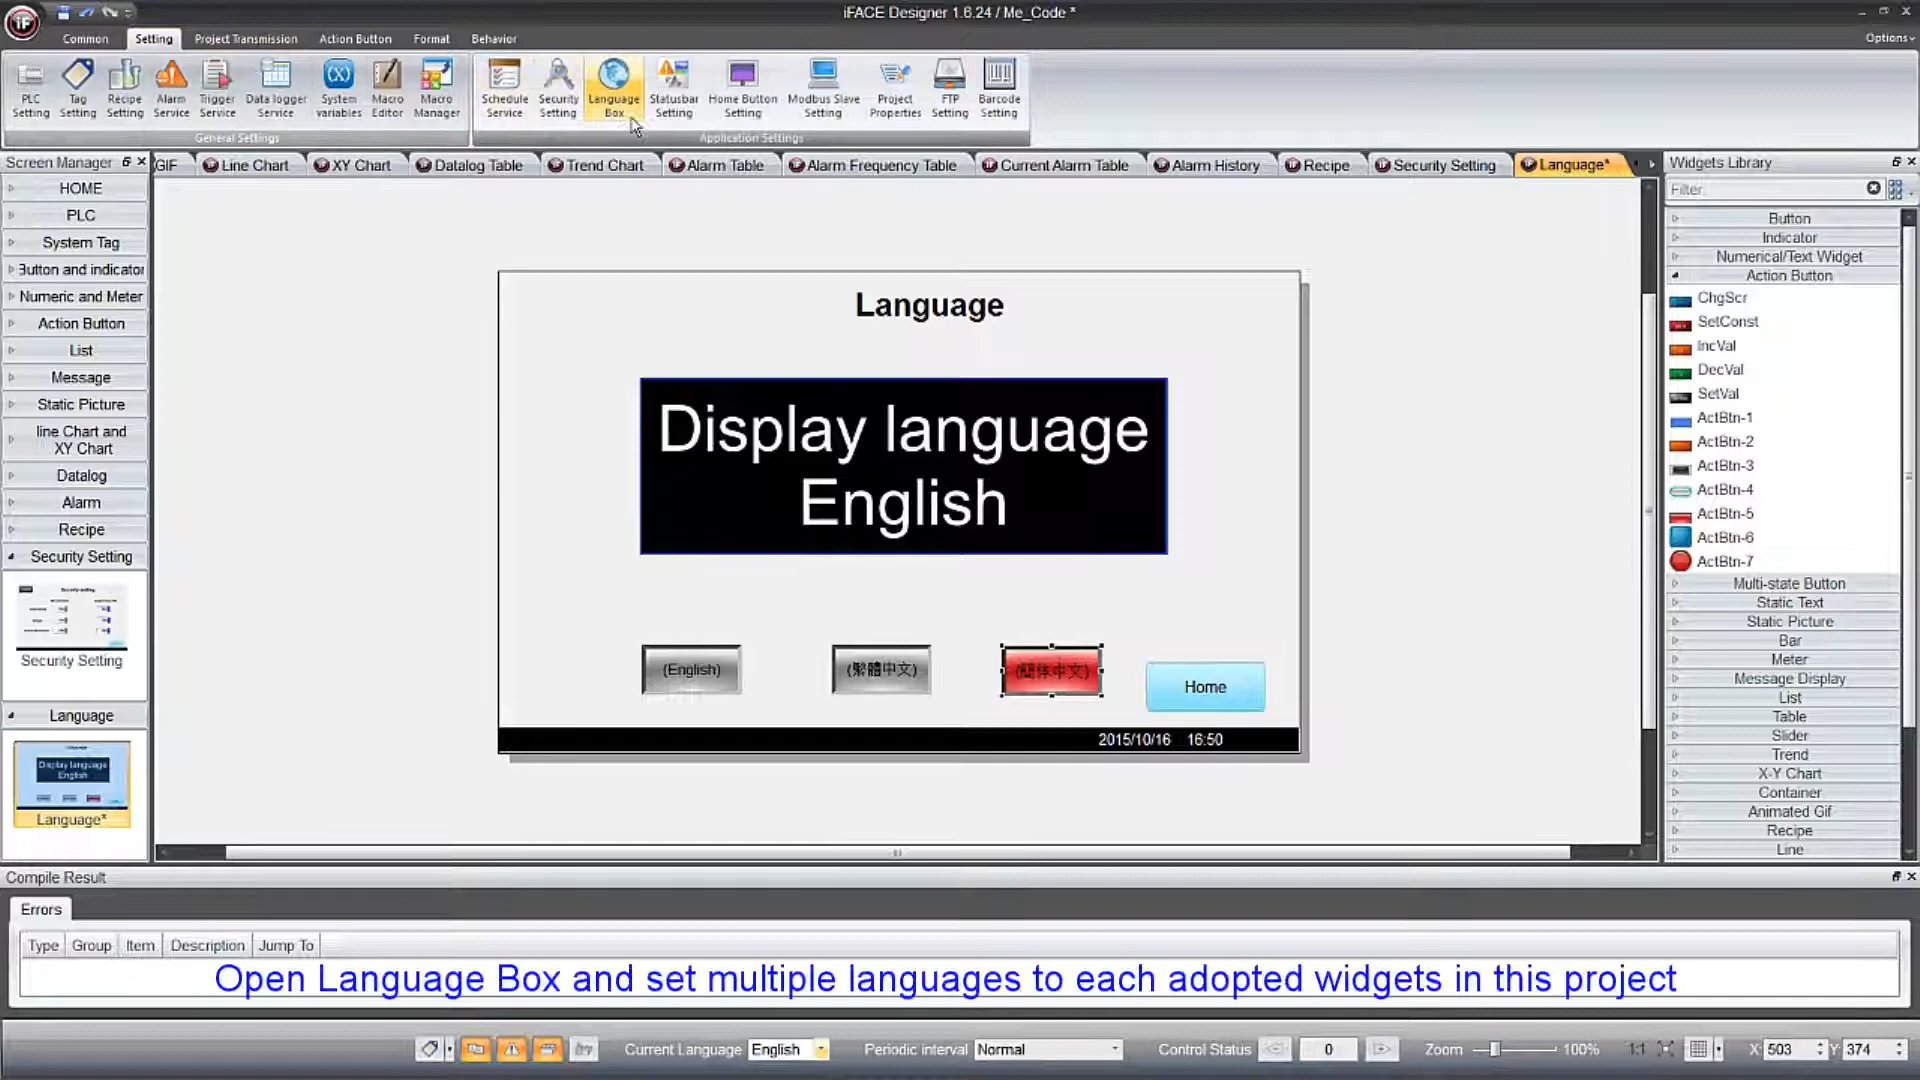 iFACE Designer 1.6.24 / Me_Code *
Common Setting Project Transmission Action Button Format Behavior Options
PLC Setting
Tag Setting
Recipe Setting
Alarm Service
Trigger Service
Data logger Service
System variables
Macro Editor
Macro Manager
General Settings
Schedule Service
Security Setting
Language Box
Statusbar Setting
Home Button Setting
Modbus Slave Setting
Project Properties
FTP Setting
Barcode Setting
Application Settings
Screen Manager
GIF Line Chart XY Chart Datalog Table Trend Chart Alarm Table Alarm Frequency Table Current Alarm Table Alarm History Recipe Security Setting Language*
HOME
PLC
System Tag
Button and indicator
Numeric and Meter
Action Button
List
Message
Static Picture
line Chart and
XY Chart
Datalog
Alarm
Recipe
Security Setting
Security Setting
Language
Display language
English
Language*
Language
Display language
English
(English) (繁體中文) (簡体中文) Home
2015/10/16 16:50
Widgets Library
Filter
Button
Indicator
Numerical/Text Widget
Action Button
ChgScr
SetConst
IncVal
DecVal
SetVal
ActBtn-1
ActBtn-2
ActBtn-3
ActBtn-4
ActBtn-5
ActBtn-6
ActBtn-7
Multi-state Button
Static Text
Static Picture
Bar
Meter
Message Display
List
Table
Slider
Trend
X-Y Chart
Container
Animated Gif
Recipe
Line
Compile Result
Errors
Type Group Item Description Jump To
Open Language Box and set multiple languages to each adopted widgets in this project
Current Language English Periodic interval Normal Control Status 0 Zoom 100% 1:1 X: 503 Y: 374